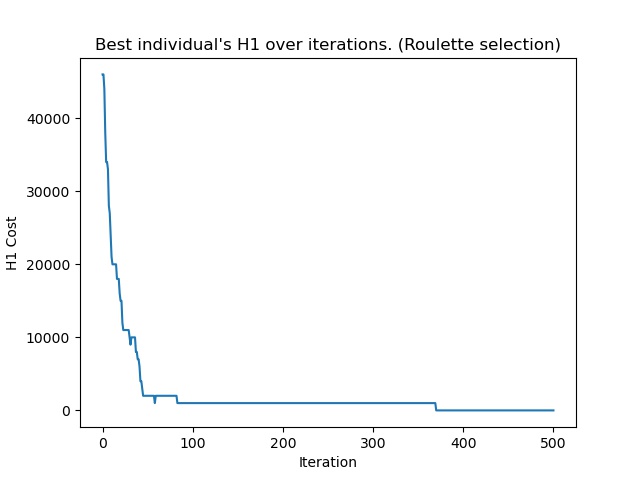 Best individual's H1 over iterations. (Roulette selection)
40000
30000
20000
10000
0
H1 Cost
0 100 200 300 400 500
Iteration